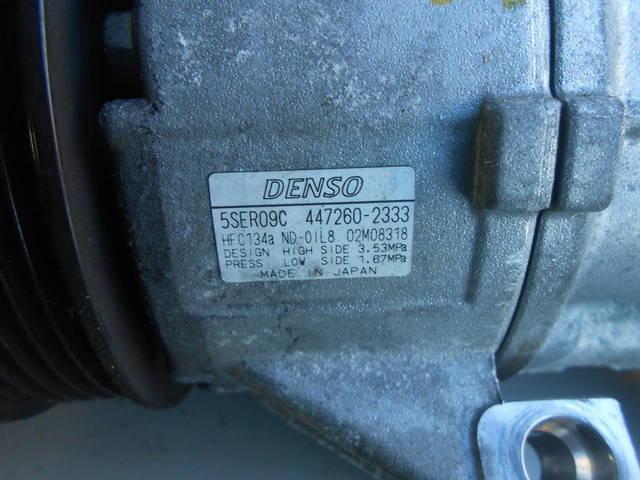 DENSO
5SER09C 447260-2333
HFC134a ND-OIL8 02M08318
DESIGN HIGH SIDE 3.53MPa
PRESS LOW SIDE 1.67MPa
MADE IN JAPAN